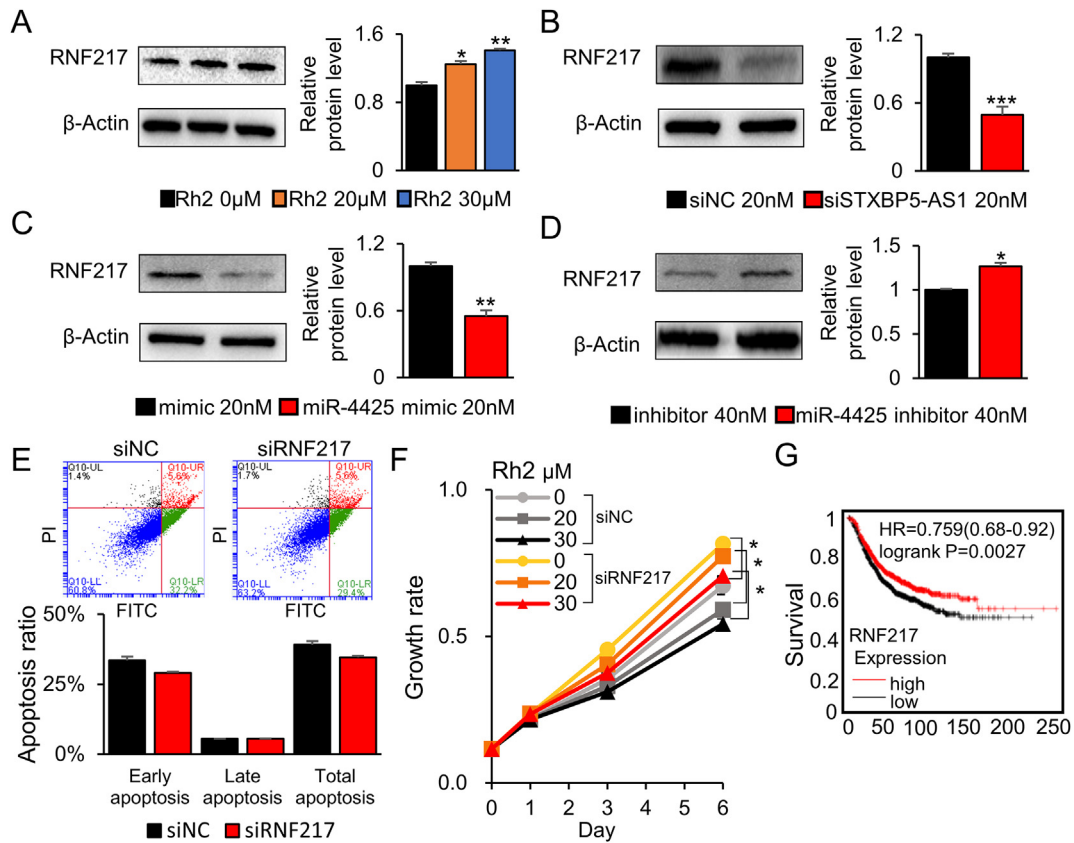 A
RNF217
β-Actin
Relative
protein level
1.6
1.2
0.8
0
*
**
Rh2 0µM Rh2 20µM Rh2 30µM
B
RNF217
β-Actin
Relative
protein level
1.2
0.6
0
***
siNC 20nM siSTXBP5-AS1 20nM
C
RNF217
β-Actin
Relative
protein level
1.2
0.6
0
**
mimic 20nM miR-4425 mimic 20nM
D
RNF217
β-Actin
Relative
protein level
1.5
1
0.5
0
*
inhibitor 40nM miR-4425 inhibitor 40nM
E
siNC
Q10-UL
1.4%
Q10-UR
5.6%
Q10-LL
60.8%
Q10-LR
32.2%
PI
FITC
siRNF217
Q10-UL
1.7%
Q10-UR
5.6%
Q10-LL
63.2%
Q10-LR
29.4%
PI
FITC
Apoptosis ratio
50%
25%
0%
Early
apoptosis
Late
apoptosis
Total
apoptosis
siNC siRNF217
F
Rh2 µM
0
20
30
siNC
0
20
30
siRNF217
Growth rate
1.0
0.5
0.0
*
*
*
0 1 2 3 4 5 6
Day
G
HR=0.759(0.68-0.92)
logrank P=0.0027
Survival
1
0.8
0.6
0.4
0.2
0
RNF217
Expression
high
low
0 50 100 150 200 250